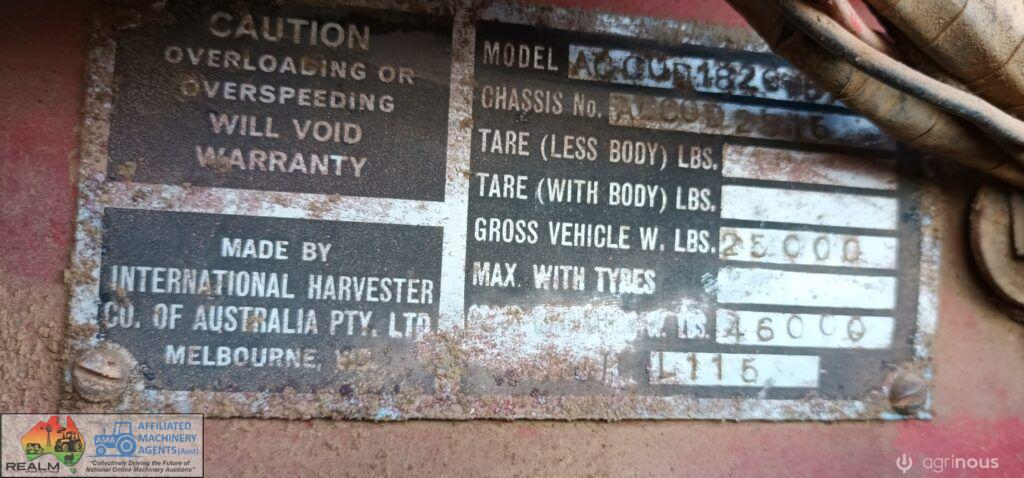 CAUTION
OVERLOADING OR
OVERSPEEDING
WILL VOID
WARRANTY
MADE BY
INTERNATIONAL HARVESTER
CO. OF AUSTRALIA PTY. LTD
MELBOURNE,
MODEL
CHASSIS No.
TARE (LESS BODY) LBS.
TARE (WITH BODY) LBS.
GROSS VEHICLE W. LBS. 25000
MAX. WITH TYRES
46000
L115
REALM
AMA
AFFILIATED
MACHINERY
AGENTS(Aust)
"Collectively Driving the Future of
National Online Machinery Auctions"
agrinous